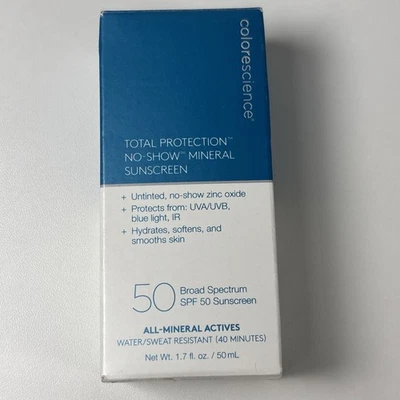 colorescience®
TOTAL PROTECTION™
NO-SHOW™ MINERAL
SUNSCREEN
+ Untinted, no-show zinc oxide
+ Protects from: UVA/UVB,
blue light, IR
+ Hydrates, softens, and
smooths skin
50 Broad Spectrum
SPF 50 Sunscreen
ALL-MINERAL ACTIVES
WATER/SWEAT RESISTANT (40 MINUTES)
Net Wt. 1.7 fl. oz. / 50 mL